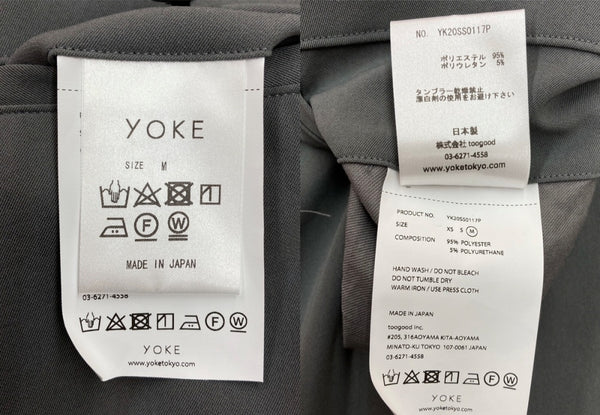 YOKE
SIZE M
MADE IN JAPAN
03-6271-4558
YOKE
www.yoketokyo.com
NO. YK20SS0117P
ポリエステル 95%
ポリウレタン 5%
タンブラー乾燥禁止
漂白剤の使用をお避け下さい
日本製
株式会社 toogood
03-6271-4558
www.yoketokyo.com
PRODUCT NO. YK20SS0117P
SIZE XS S M
COMPOSITION 95% POLYESTER
5% POLYURETHANE
HAND WASH / DO NOT BLEACH
DO NOT TUMBLE DRY
WARM IRON / USE PRESS CLOTH
MADE IN JAPAN
toogood inc.
#205, 316AOYAMA KITA-AOYAMA
MINATO-KU TOKYO 107-0061 JAPAN
03-6271-4558
YOKE
www.yoketokyo.com